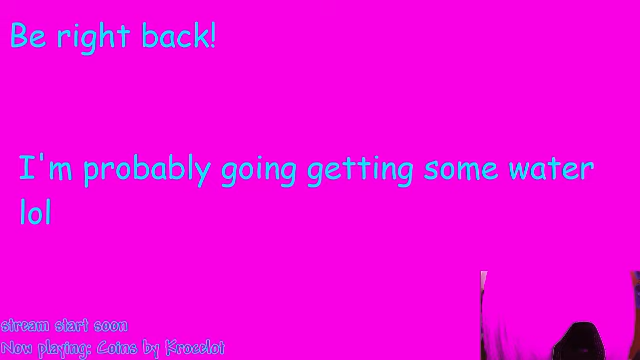 Be right back!
I'm probably going getting some water
lol
stream start soon
Now playing: Coins by Krocelot